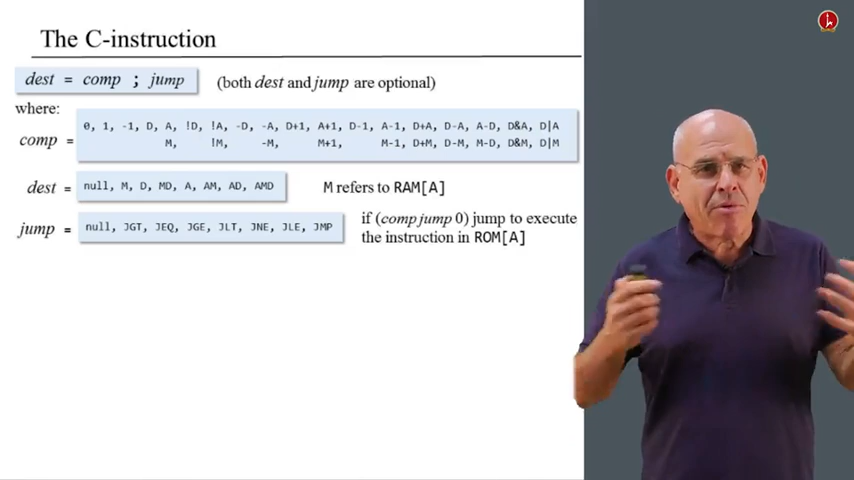 The C-instruction
dest = comp ; jump (both dest and jump are optional)
where:
comp = 0, 1, -1, D, A, !D, !A, -D, -A, D+1, A+1, D-1, A-1, D+A, D-A, A-D, D&A, D|A
M, !M, -M, M+1, M-1, D+M, D-M, M-D, D&M, D|M
dest = null, M, D, MD, A, AM, AD, AMD M refers to RAM[A]
jump = null, JGT, JEQ, JGE, JLT, JNE, JLE, JMP if (comp jump 0) jump to execute
the instruction in ROM[A]